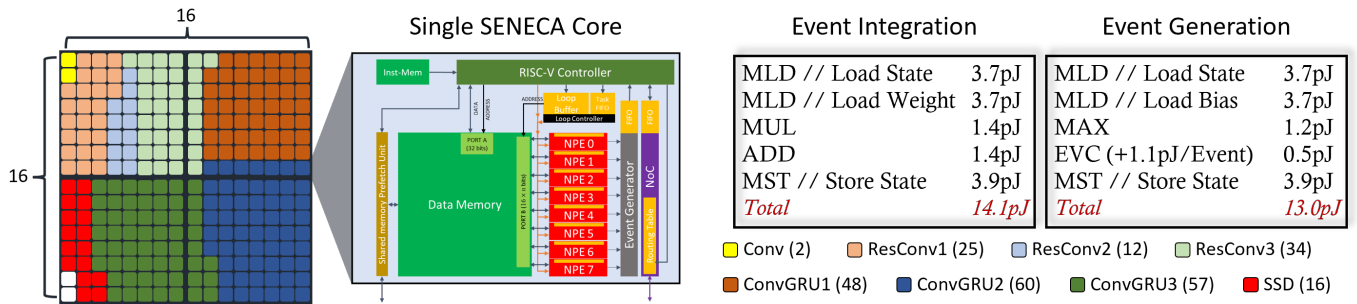 16
16
Single SENECA Core
Inst-Mem
RISC-V Controller
DATA
ADDRESS
ADDRESS
Loop Buffer
Task FIFO
Loop Controller
FIFO
FIFO
Shared memory Prefetch Unit
PORT A
(32 bits)
Data Memory
PORT B (16 × n bits)
NPE 0
NPE 1
NPE 2
NPE 3
NPE 4
NPE 5
NPE 6
NPE 7
Event Generator
NoC
Routing Table
Event Integration
MLD // Load State 3.7pJ
MLD // Load Weight 3.7pJ
MUL 1.4pJ
ADD 1.4pJ
MST // Store State 3.9pJ
Total 14.1pJ
Event Generation
MLD // Load State 3.7pJ
MLD // Load Bias 3.7pJ
MAX 1.2pJ
EVC (+1.1pJ/Event) 0.5pJ
MST // Store State 3.9pJ
Total 13.0pJ
Conv (2) ResConv1 (25) ResConv2 (12) ResConv3 (34)
ConvGRU1 (48) ConvGRU2 (60) ConvGRU3 (57) SSD (16)